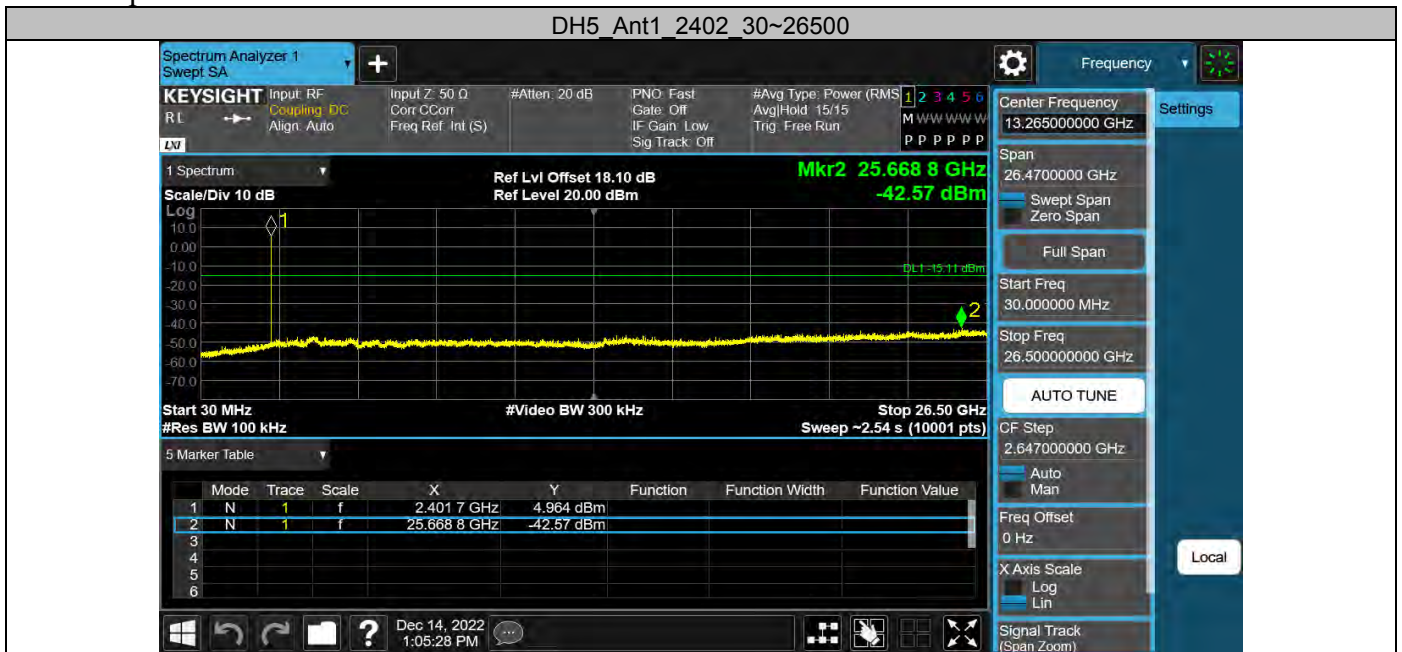 DH5_Ant1_2402_30~26500
Spectrum Analyzer 1
Swept SA
+
Frequency
KEYSIGHT
Input: RF
Coupling: DC
Align: Auto
Input Z: 50 Ω
Corr CCorr
Freq Ref: Int (S)
#Atten: 20 dB
PNO: Fast
Gate: Off
IF Gain: Low
Sig Track: Off
#Avg Type: Power (RMS
Avg|Hold: 15/15
Trig: Free Run
1 2 3 4 5 6
M W W W W W
P P P P P P
LXI
1 Spectrum
Scale/Div 10 dB
Ref Lvl Offset 18.10 dB
Ref Level 20.00 dBm
Mkr2 25.668 8 GHz
-42.57 dBm
Log
10.0
0.00
-10.0
-20.0
-30.0
-40.0
-50.0
-60.0
-70.0
1
DL1 -15.11 dBm
2
Start 30 MHz
#Res BW 100 kHz
#Video BW 300 kHz
Stop 26.50 GHz
Sweep ~2.54 s (10001 pts)
5 Marker Table
Mode Trace Scale X Y Function Function Width Function Value
1 N 1 f 2.401 7 GHz 4.964 dBm
2 N 1 f 25.668 8 GHz -42.57 dBm
3
4
5
6
?
Dec 14, 2022
1:05:28 PM
Center Frequency
13.265000000 GHz
Settings
Span
26.4700000 GHz
Swept Span
Zero Span
Full Span
Start Freq
30.000000 MHz
Stop Freq
26.500000000 GHz
AUTO TUNE
CF Step
2.647000000 GHz
Auto
Man
Freq Offset
0 Hz
Local
X Axis Scale
Log
Lin
Signal Track
(Span Zoom)